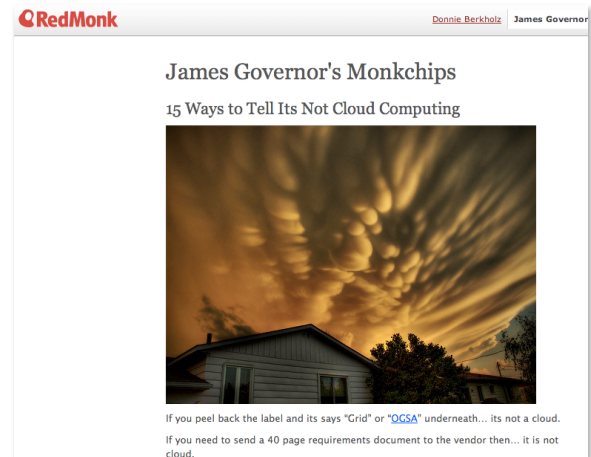 RedMonk
Donnie Berkholz James Governor
James Governor's Monkchips
15 Ways to Tell Its Not Cloud Computing
If you peel back the label and its says “Grid” or “OGSA” underneath… its not a cloud.
If you need to send a 40 page requirements document to the vendor then… it is not
cloud.